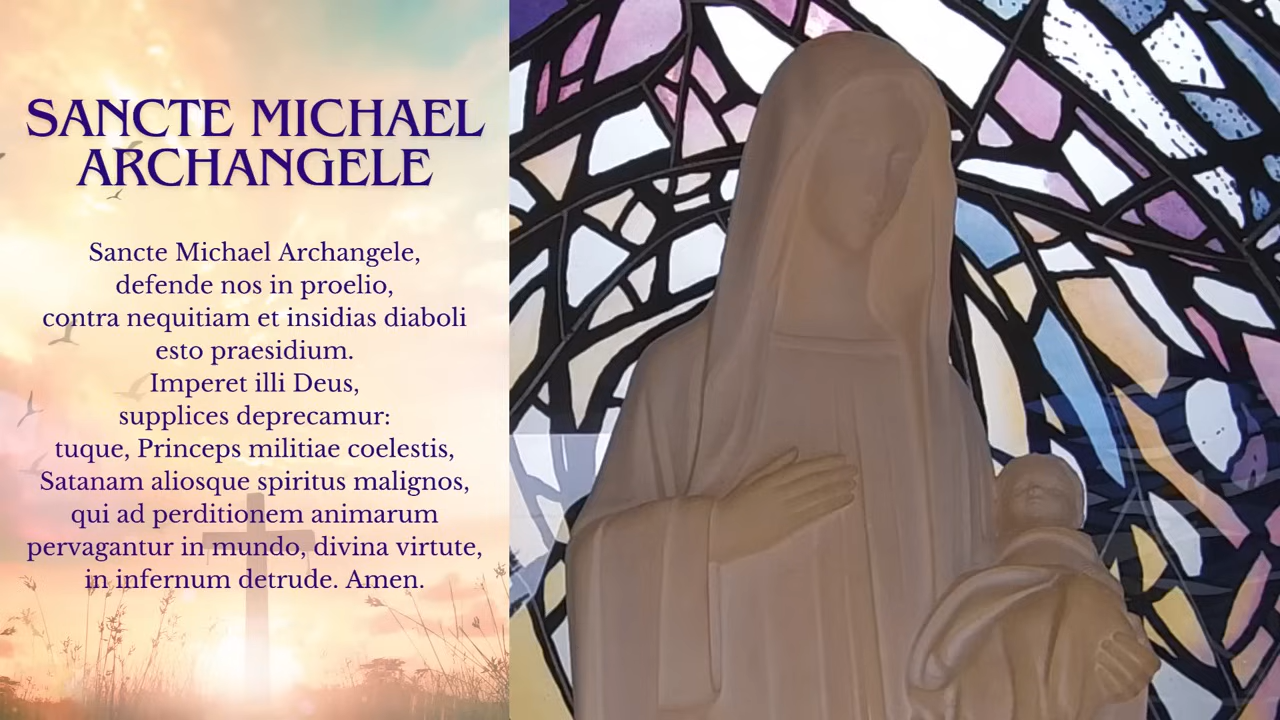 SANCTE MICHAEL
ARCHANGELE
Sancte Michael Archangele,
defende nos in proelio,
contra nequitiam et insidias diaboli
esto praesidium.
Imperet illi Deus,
supplices deprecamur:
tuque, Princeps militiae coelestis,
Satanam aliosque spiritus malignos,
qui ad perditionem animarum
pervagantur in mundo, divina virtute,
in infernum detrude. Amen.